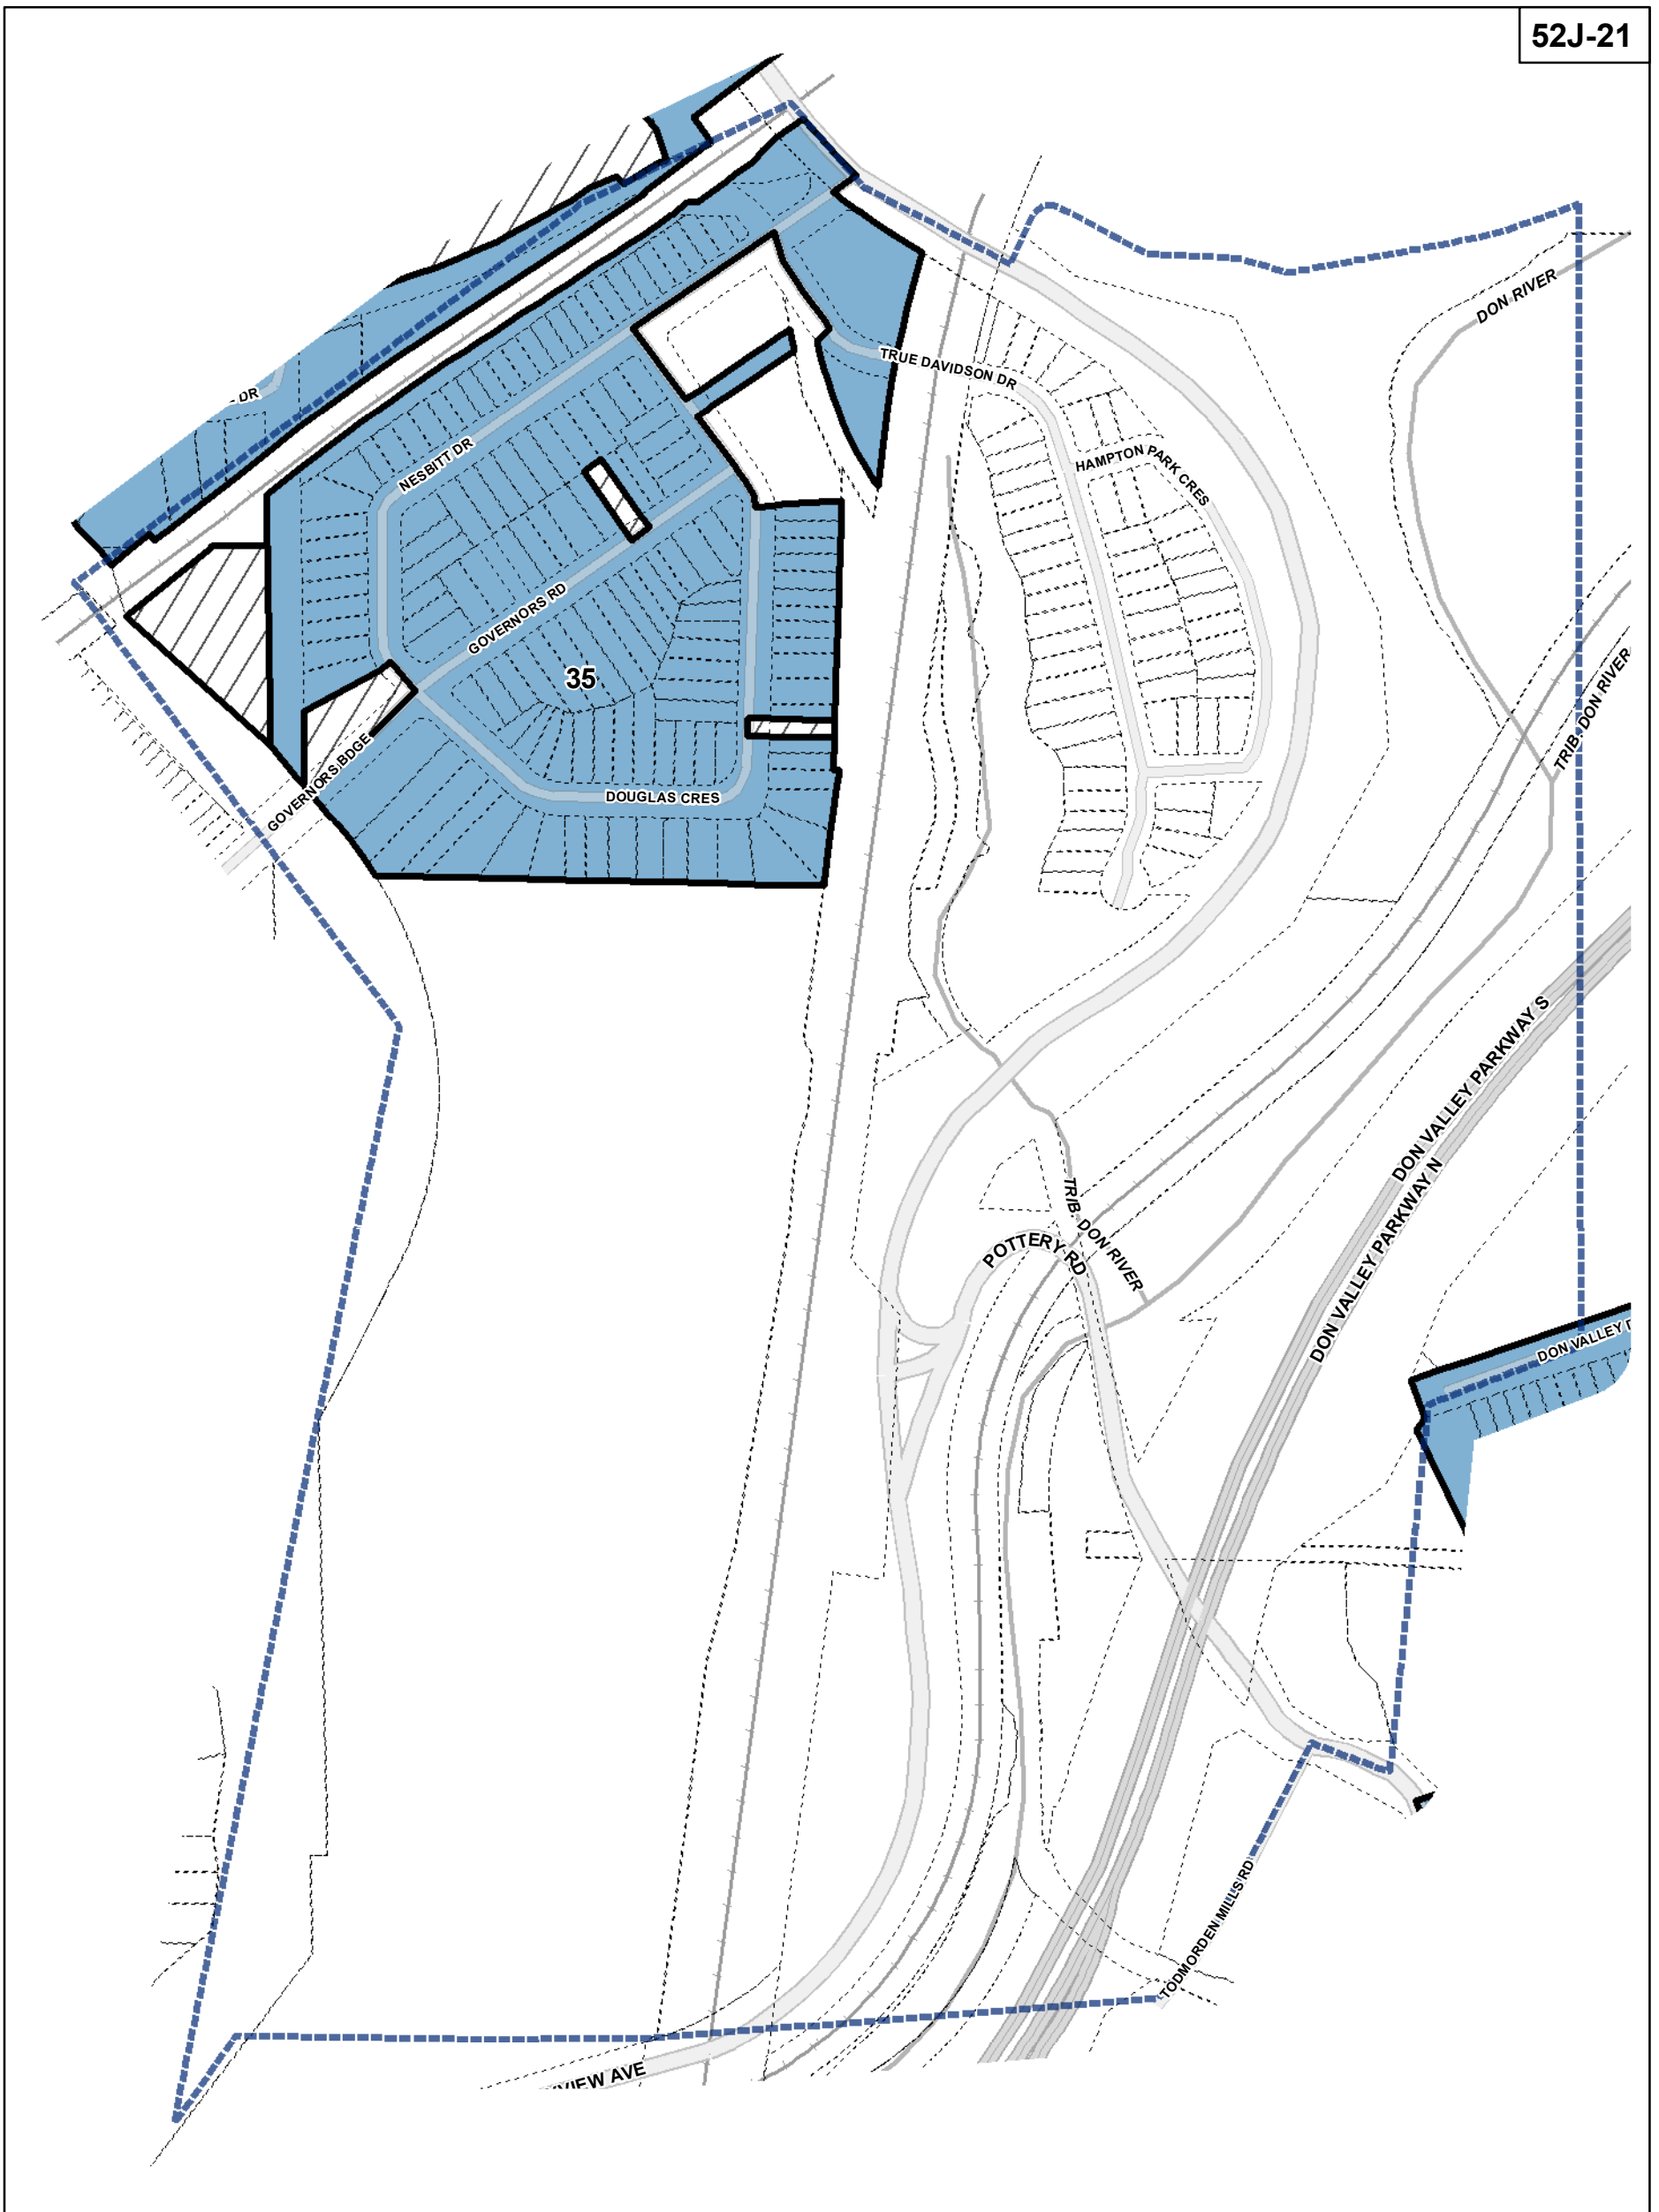 52J-21
DON RIVER
TRUE DAVIDSON DR
DR
HAMPTON PARK CRES
NESBITT DR
GOVERNORS RD
35
TRIB. DON RIVER
GOVERNORS BDGE
DOUGLAS CRES
DON VALLEY PARKWAY S
DON VALLEY PARKWAY N
TRIB. DON RIVER
POTTERY RD
DON VALLEY
TODMORDEN MILLS RD
VIEW AVE